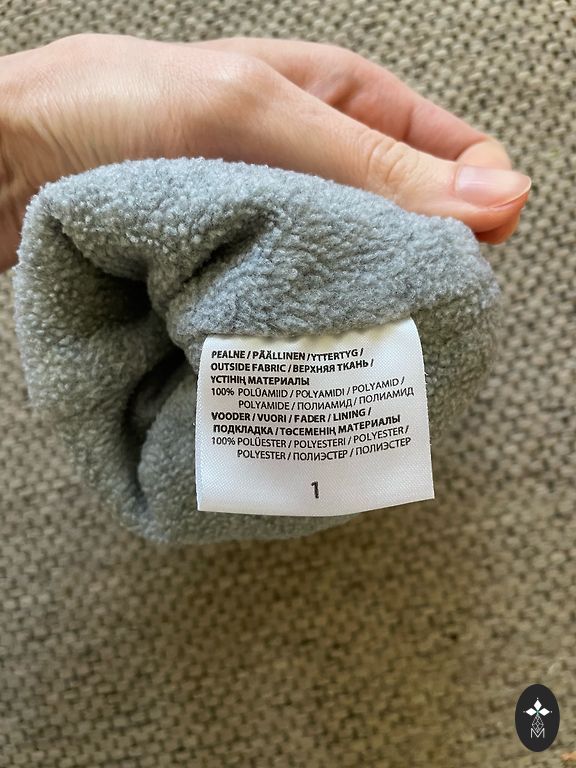 PEALNE / PÄÄLLINEN / YTTERTYG /
OUTSIDE FABRIC / ВЕРХНЯЯ ТКАНЬ /
ҮСТІНІҢ МАТЕРИАЛЫ
100% POLÜAMIID / POLYAMIDI / POLYAMID /
POLYAMIDE / ПОЛИАМИД / ПОЛИАМИД
VOODER / VUORI / FADER / LINING /
ПОДКЛАДКА / ТӨСЕМЕНІҢ МАТЕРИАЛЫ
100% POLÜESTER / POLYESTERI / POLYESTER /
POLYESTER / ПОЛИЭСТЕР / ПОЛИЭСТЕР
1
M